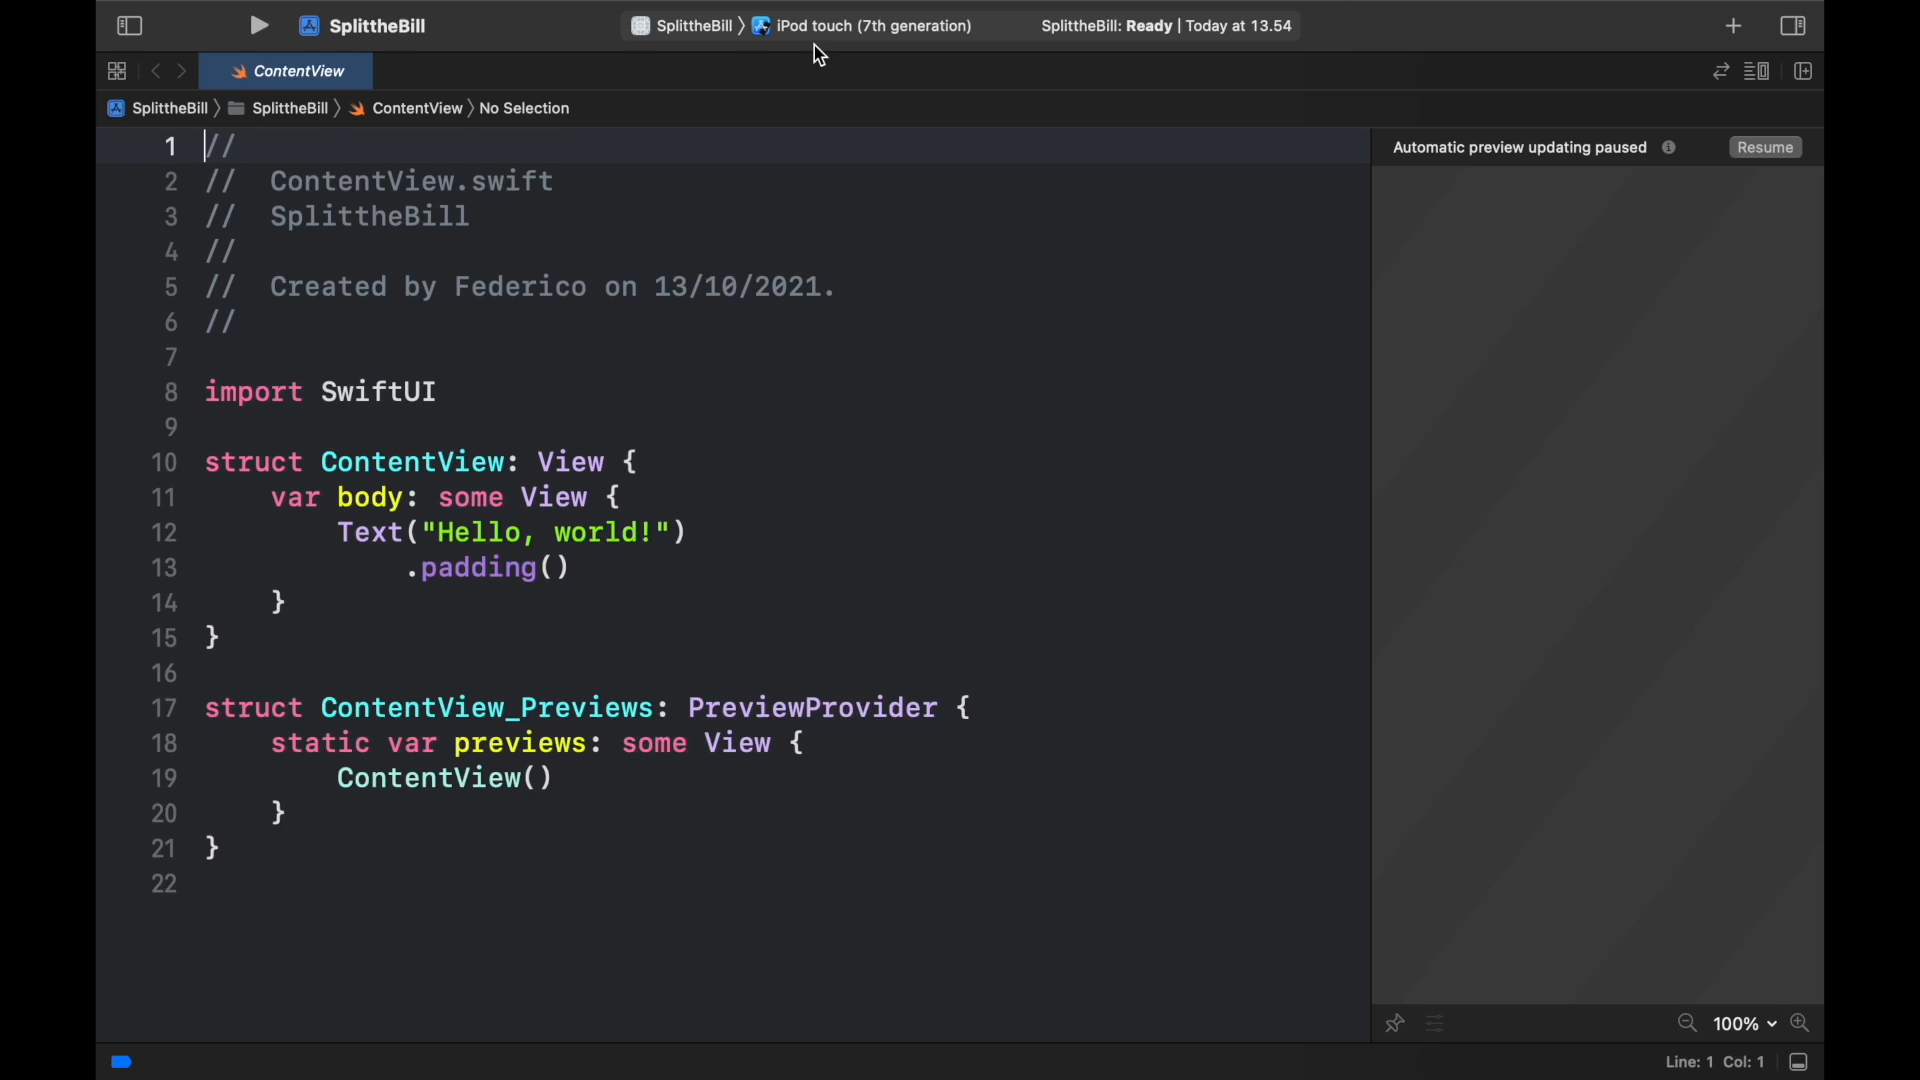 SplittheBill
SplittheBill 〉 iPod touch (7th generation)
SplittheBill: Ready | Today at 13.54
ContentView
SplittheBill 〉 SplittheBill 〉 ContentView 〉 No Selection
1 //
2 //  ContentView.swift
3 //  SplittheBill
4 //
5 //  Created by Federico on 13/10/2021.
6 //
7
8 import SwiftUI
9
10 struct ContentView: View {
11     var body: some View {
12         Text("Hello, world!")
13             .padding()
14     }
15 }
16
17 struct ContentView_Previews: PreviewProvider {
18     static var previews: some View {
19         ContentView()
20     }
21 }
22
Automatic preview updating paused
Resume
100%
Line: 1  Col: 1